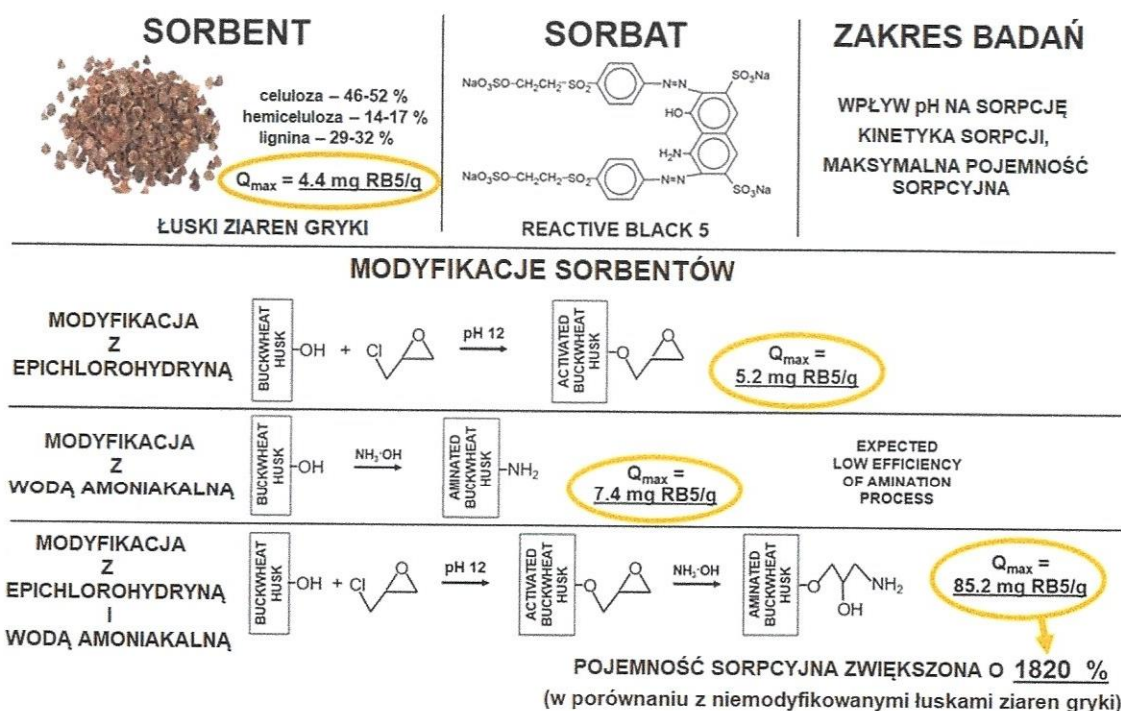 SORBENT
celuloza – 46-52 %
hemiceluloza – 14-17 %
lignina – 29-32 %
Qmax = 4.4 mg RB5/g
ŁUSKI ZIAREN GRYKI
SORBAT
NaO3SO-CH2CH2-SO2
N=N
SO3Na
HO
H2N
NaO3SO-CH2CH2-SO2
N=N
SO3Na
REACTIVE BLACK 5
ZAKRES BADAŃ
WPŁYW pH NA SORPCJĘ
KINETYKA SORPCJI,
MAKSYMALNA POJEMNOŚĆ
SORPCYJNA
MODYFIKACJE SORBENTÓW
MODYFIKACJA
Z
EPICHLOROHYDRYNĄ
BUCKWHEAT
HUSK
OH
+
Cl
O
pH 12
ACTIVATED
BUCKWHEAT
HUSK
O
O
Qmax =
5.2 mg RB5/g
MODYFIKACJA
Z
WODĄ AMONIAKALNĄ
BUCKWHEAT
HUSK
OH
NH3·OH
AMINATED
BUCKWHEAT
HUSK
NH2
Qmax =
7.4 mg RB5/g
EXPECTED
LOW EFFICIENCY
OF AMINATION
PROCESS
MODYFIKACJA
Z
EPICHLOROHYDRYNĄ
I
WODĄ AMONIAKALNĄ
BUCKWHEAT
HUSK
OH
+
Cl
O
pH 12
ACTIVATED
BUCKWHEAT
HUSK
O
O
NH3·OH
AMINATED
BUCKWHEAT
HUSK
O
OH
NH2
Qmax =
85.2 mg RB5/g
POJEMNOŚĆ SORPCYJNA ZWIĘKSZONA O 1820 %
(w porównaniu z niemodyfikowanymi łuskami ziaren gryki)